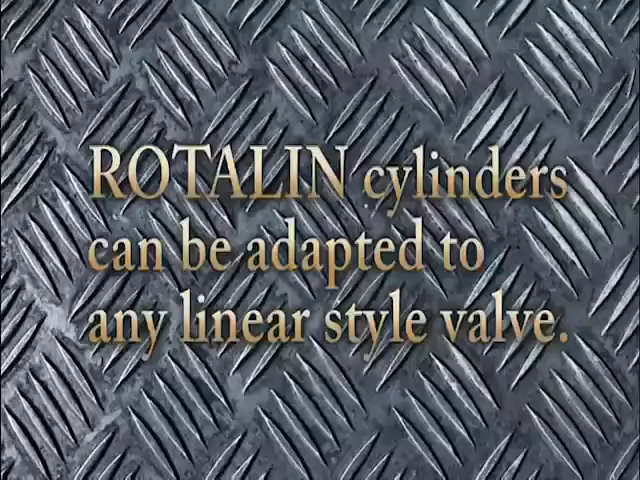 ROTALIN cylinders
can be adapted to
any linear style valve.